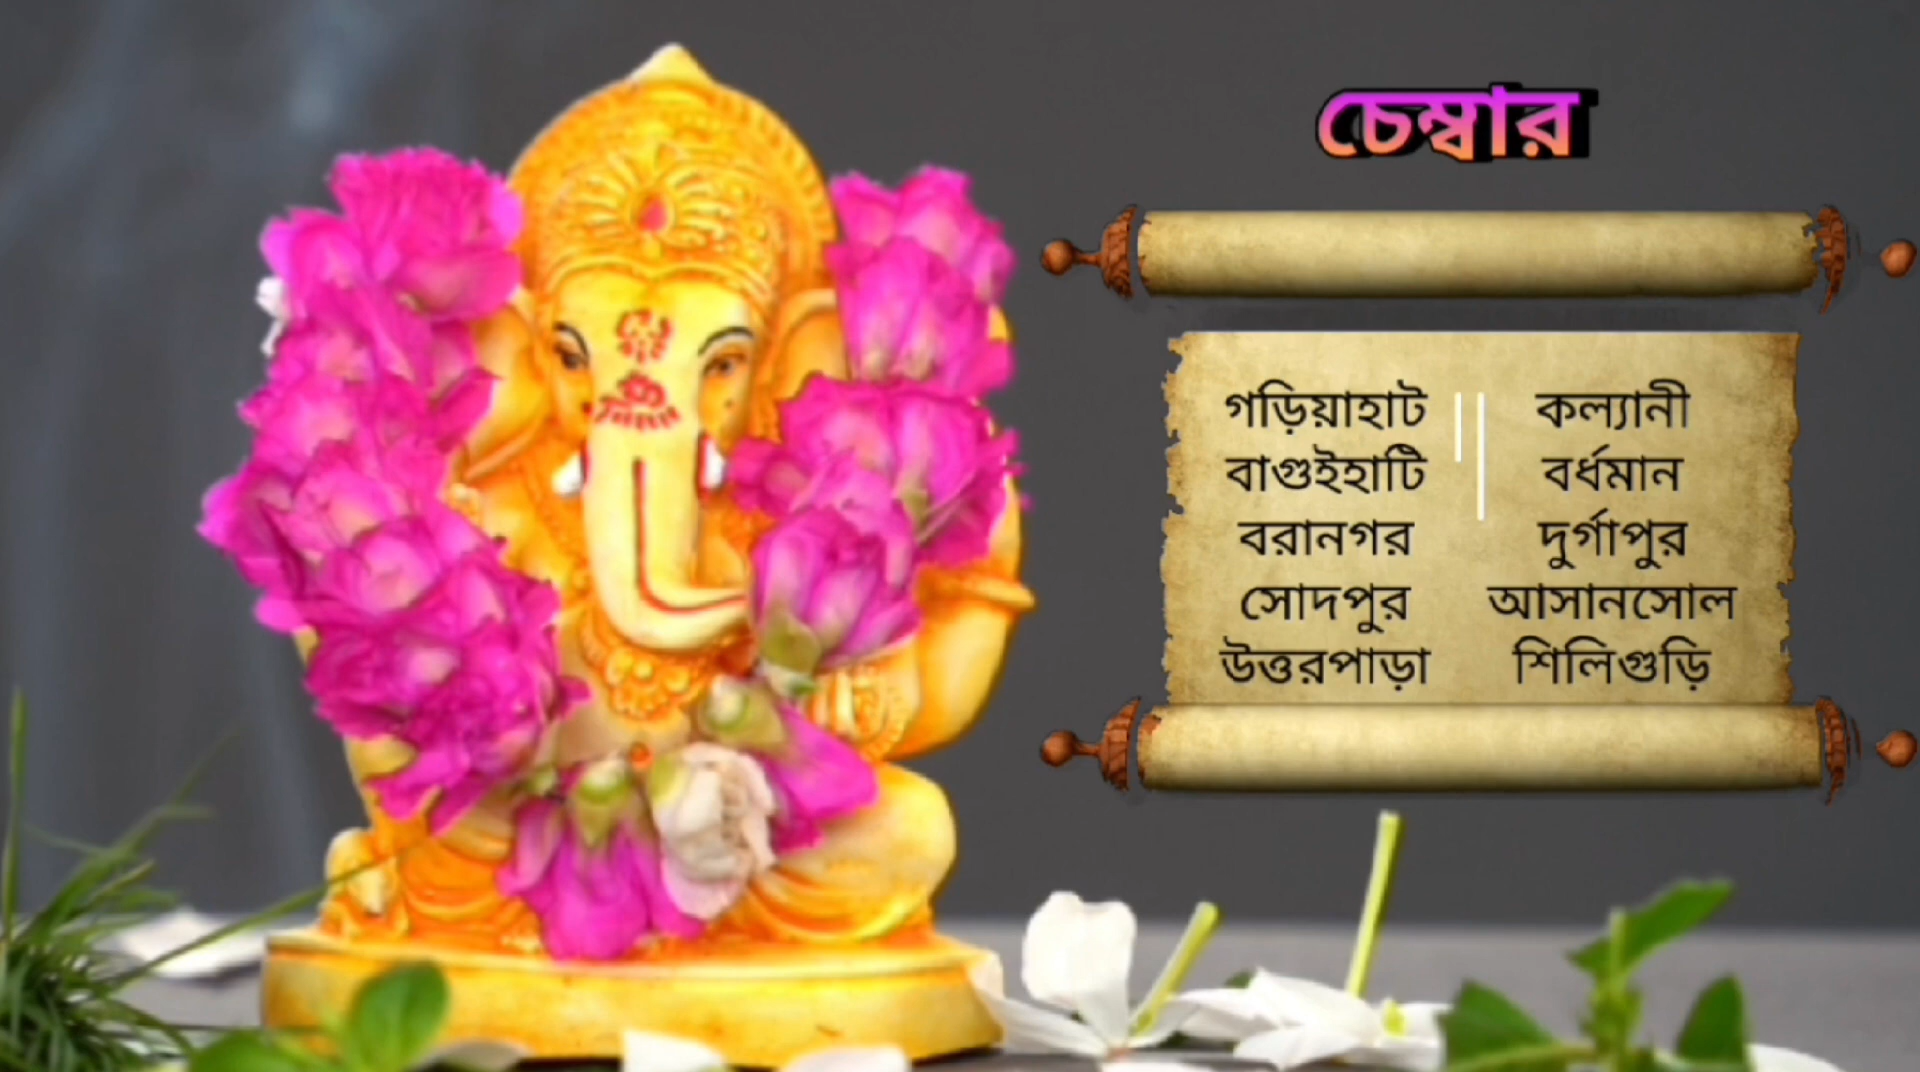 চেম্বার
গড়িয়াহাট
বাগুইহাটি
বরানগর
সোদপুর
উত্তরপাড়া
কল্যানী
বর্ধমান
দুর্গাপুর
আসানসোল
শিলিগুড়ি